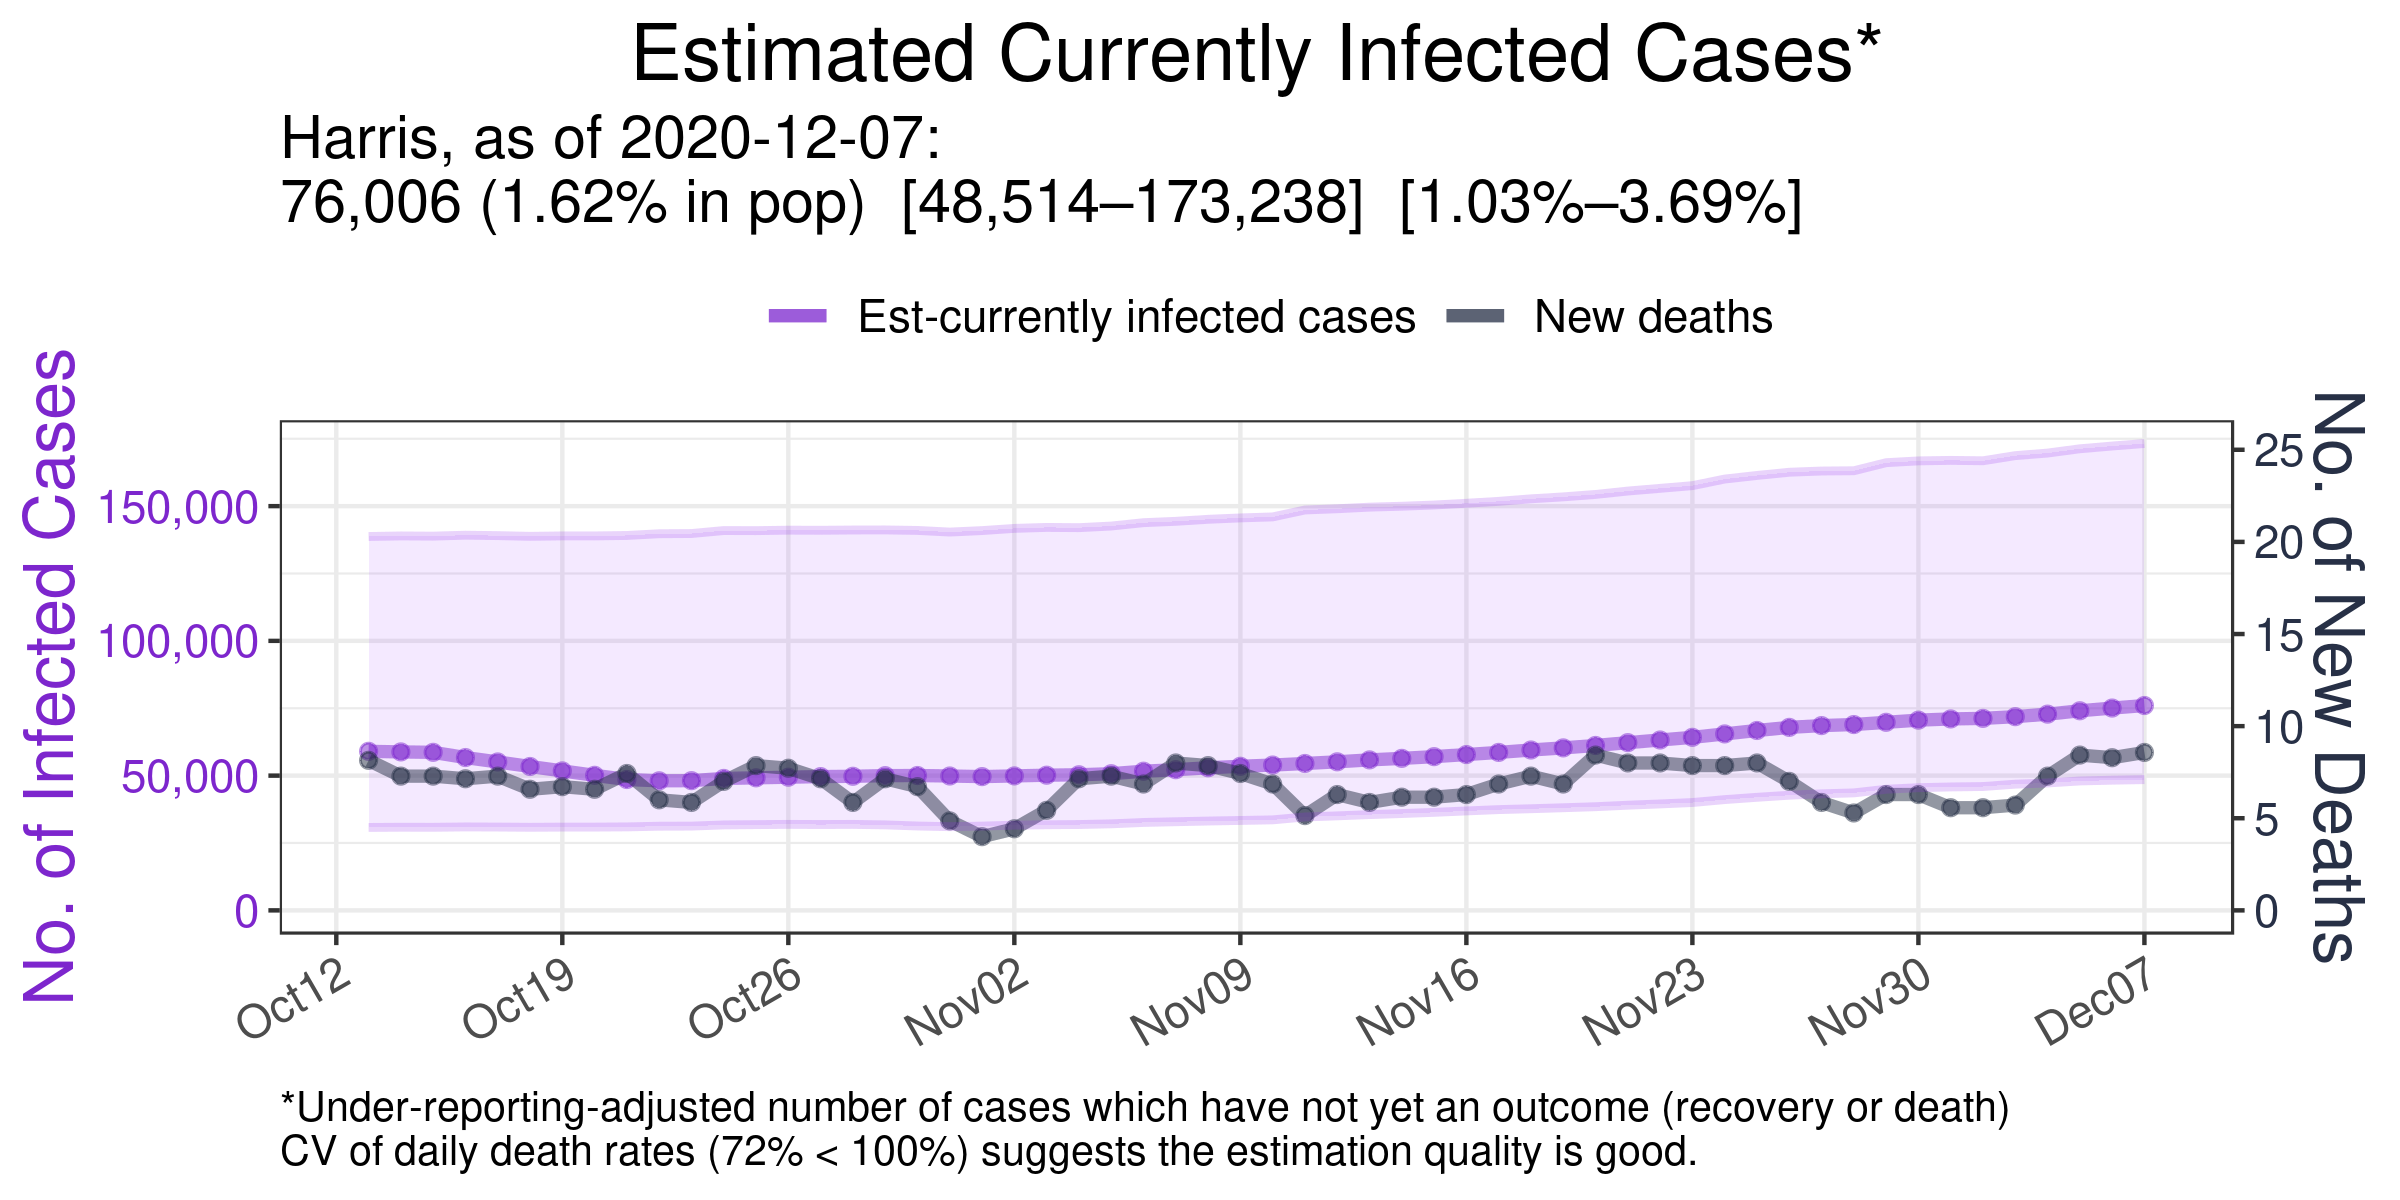 Estimated Currently Infected Cases*
Harris, as of 2020-12-07:
76,006 (1.62% in pop)  [48,514–173,238]  [1.03%–3.69%]
Est-currently infected cases
New deaths
No. of Infected Cases
150,000
100,000
50,000
0
25
20
15
10
5
0
No. of New Deaths
Oct12
Oct19
Oct26
Nov02
Nov09
Nov16
Nov23
Nov30
Dec07
*Under-reporting-adjusted number of cases which have not yet an outcome (recovery or death)
CV of daily death rates (72% < 100%) suggests the estimation quality is good.